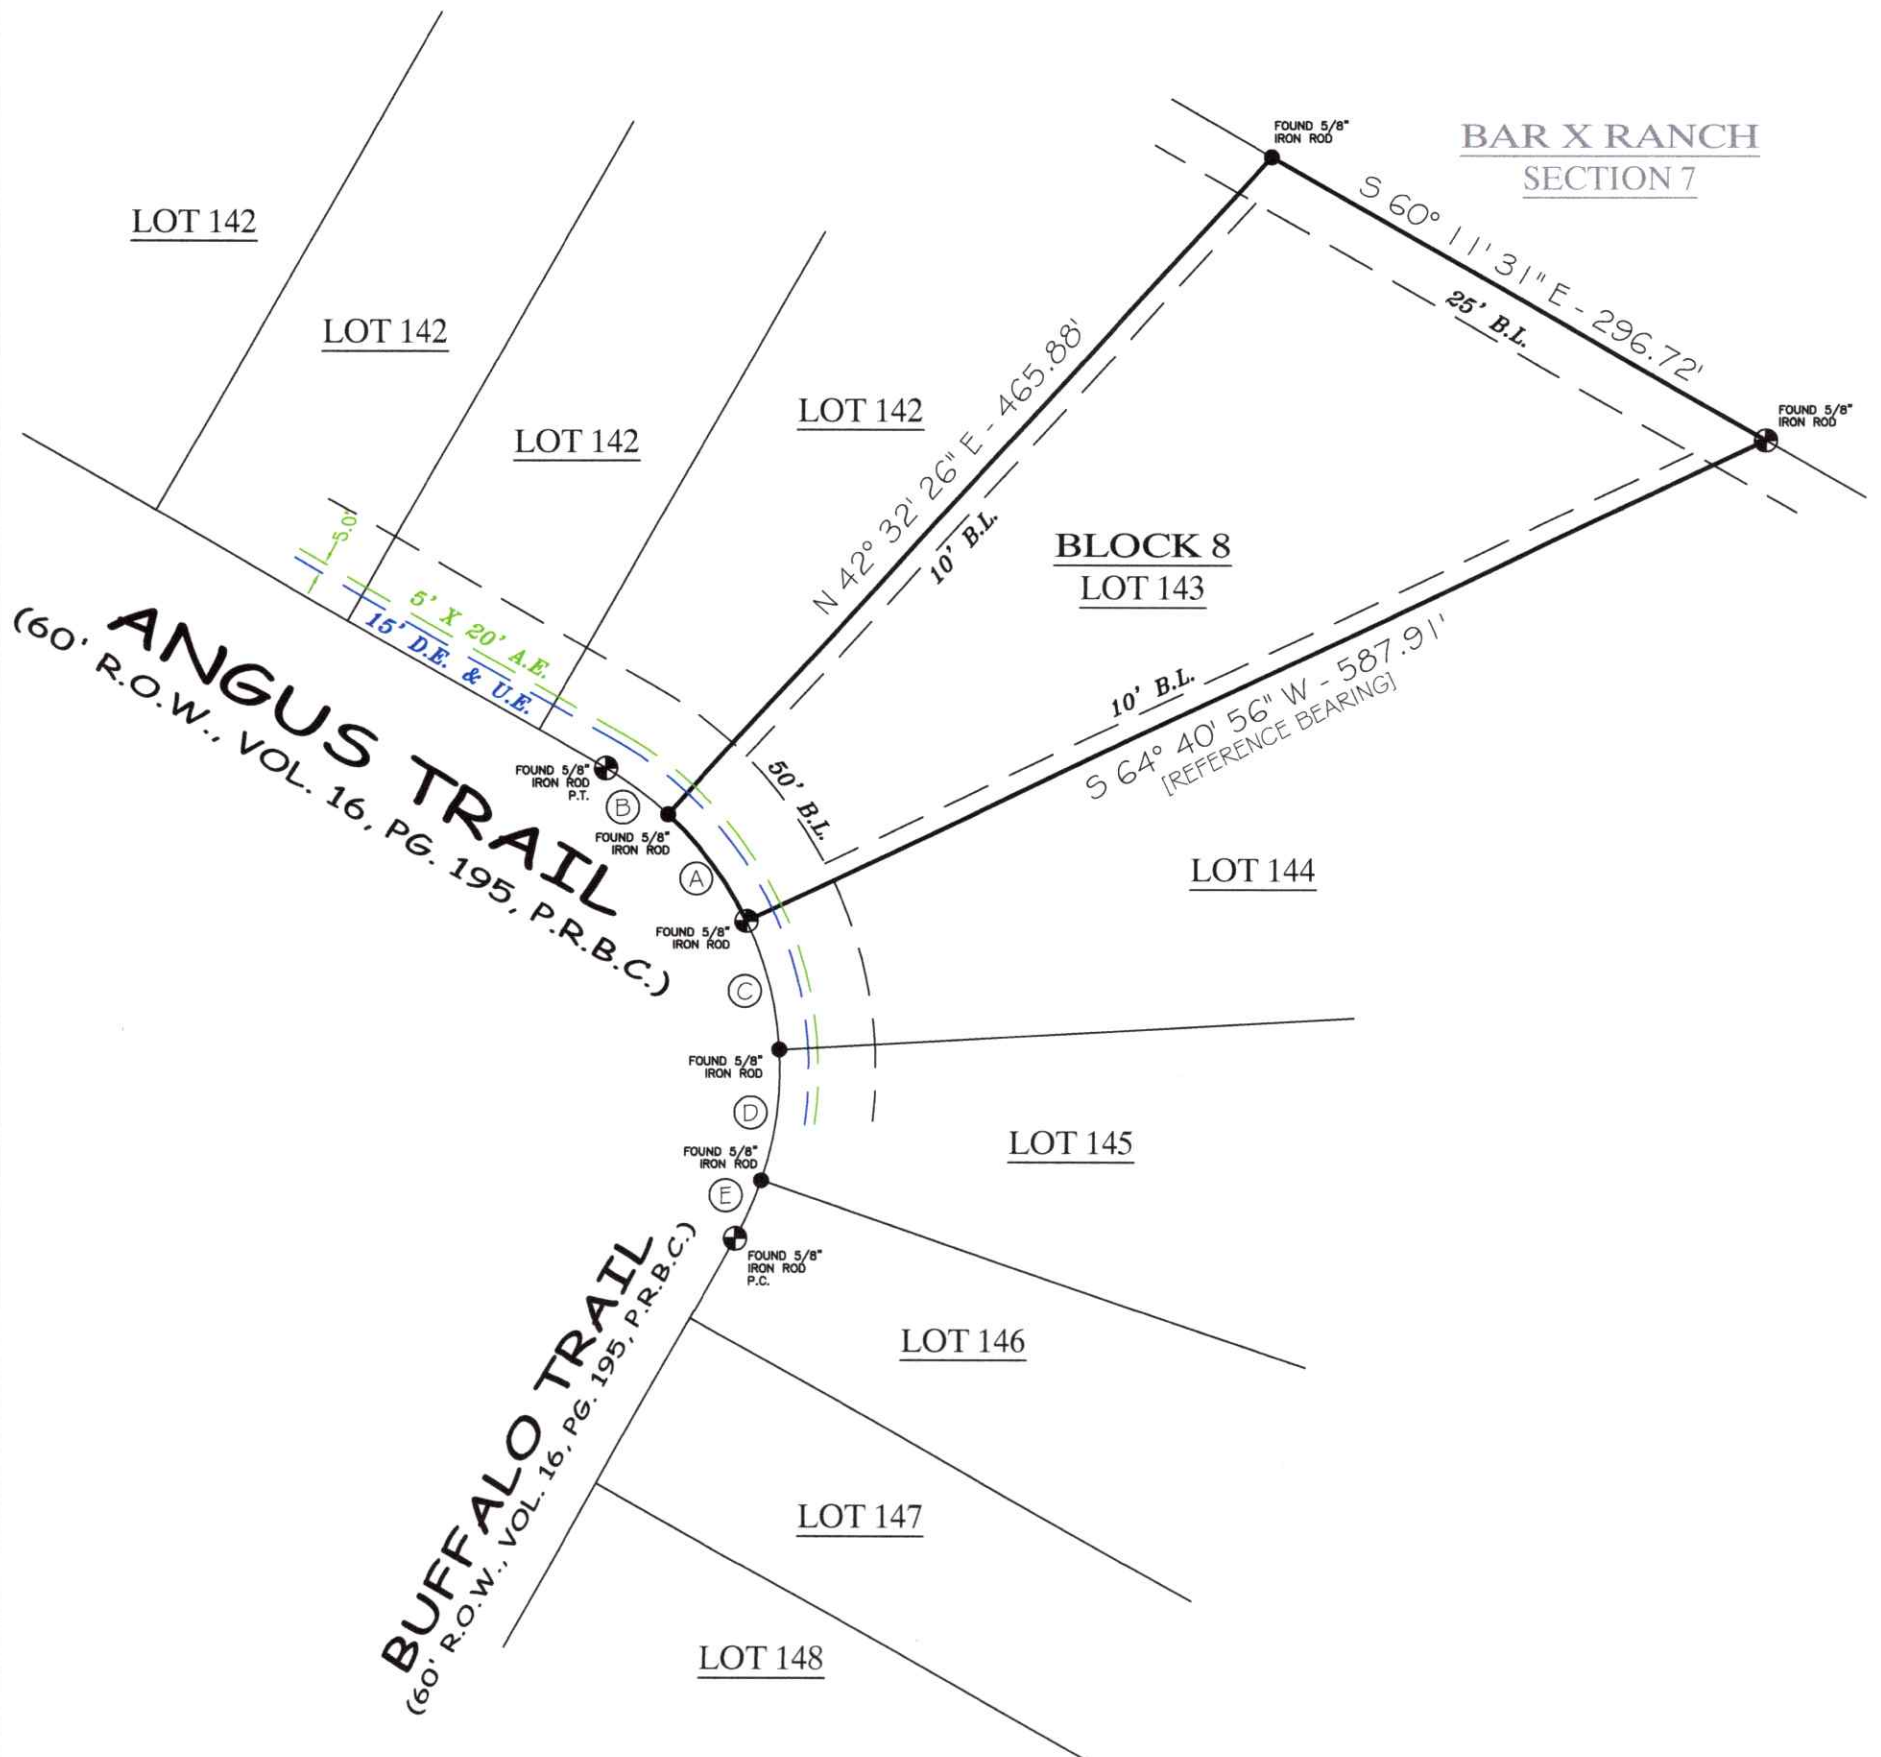 FOUND 5/8"
IRON ROD
BAR X RANCH
SECTION 7
S 60° 11' 31" E - 296.72'
25' B.L.
FOUND 5/8"
IRON ROD
LOT 142
LOT 142
LOT 142
LOT 142
N 42° 32' 26" E - 465.88'
10' B.L.
BLOCK 8
LOT 143
5.0'
5' X 20' A.E.
15' D.E. & U.E.
ANGUS TRAIL
(60' R.O.W., VOL. 16, PG. 195, P.R.B.C.)
10' B.L.
S 64° 40' 56" W - 587.91'
[REFERENCE BEARING]
50' B.L.
FOUND 5/8"
IRON ROD
P.T.
B
FOUND 5/8"
IRON ROD
A
LOT 144
FOUND 5/8"
IRON ROD
C
FOUND 5/8"
IRON ROD
D
LOT 145
FOUND 5/8"
IRON ROD
E
FOUND 5/8"
IRON ROD
P.C.
BUFFALO TRAIL
(60' R.O.W., VOL. 16, PG. 195, P.R.B.C.)
LOT 146
LOT 147
LOT 148